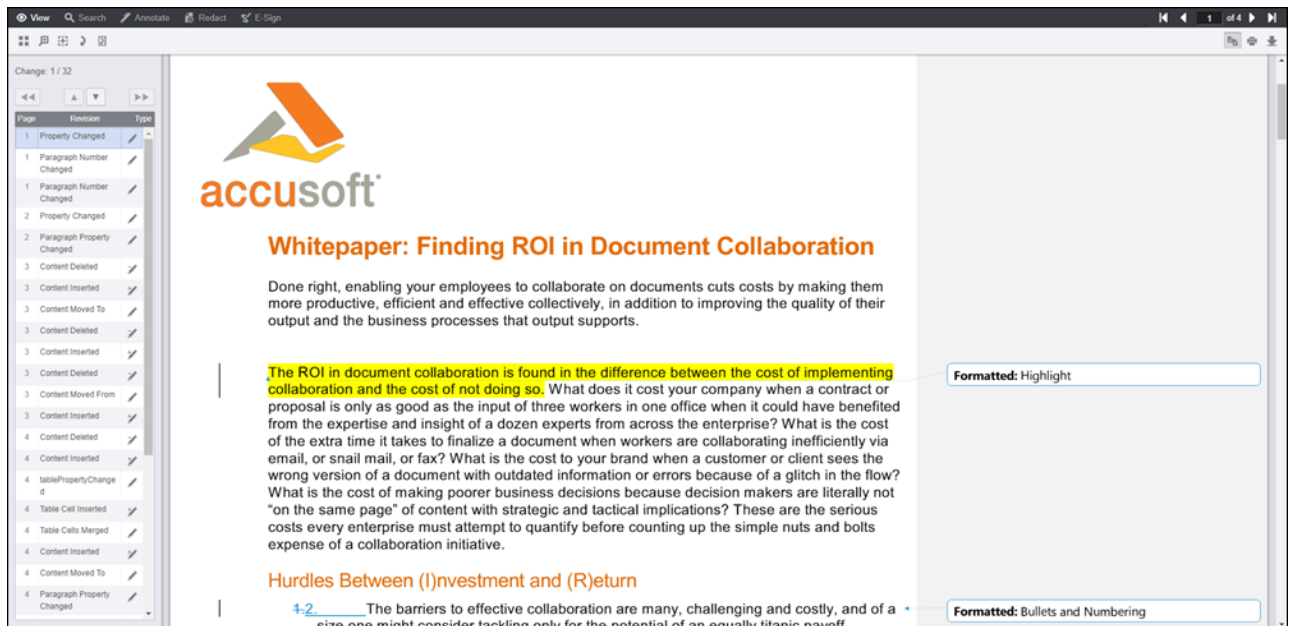 View Search Annotate Redact E-Sign 1 of 4
Change: 1 / 32
Page Revision Type
1 Property Changed
1 Paragraph Number
Changed
1 Paragraph Number
Changed
2 Property Changed
2 Paragraph Property
Changed
3 Content Deleted
3 Content Inserted
3 Content Moved To
3 Content Deleted
3 Content Inserted
3 Content Deleted
3 Content Moved From
3 Content Inserted
4 Content Deleted
4 Content Inserted
4 tablePropertyChange
d
4 Table Cell Inserted
4 Table Cells Merged
4 Content Inserted
4 Content Moved To
4 Paragraph Property
Changed
accusoft
Whitepaper: Finding ROI in Document Collaboration
Done right, enabling your employees to collaborate on documents cuts costs by making them
more productive, efficient and effective collectively, in addition to improving the quality of their
output and the business processes that output supports.
The ROI in document collaboration is found in the difference between the cost of implementing
collaboration and the cost of not doing so. What does it cost your company when a contract or
proposal is only as good as the input of three workers in one office when it could have benefited
from the expertise and insight of a dozen experts from across the enterprise? What is the cost
of the extra time it takes to finalize a document when workers are collaborating inefficiently via
email, or snail mail, or fax? What is the cost to your brand when a customer or client sees the
wrong version of a document with outdated information or errors because of a glitch in the flow?
What is the cost of making poorer business decisions because decision makers are literally not
"on the same page" of content with strategic and tactical implications? These are the serious
costs every enterprise must attempt to quantify before counting up the simple nuts and bolts
expense of a collaboration initiative.
Hurdles Between (I)nvestment and (R)eturn
1.2. The barriers to effective collaboration are many, challenging and costly, and of a
size one might consider tackling only for the potential of an equally titanic payoff.
Formatted: Highlight
Formatted: Bullets and Numbering